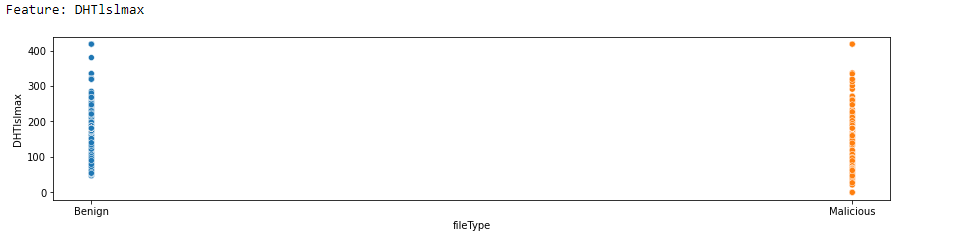 Feature: DHTlslmax
400
300
200
100
0
DHTlslmax
Benign
Malicious
fileType